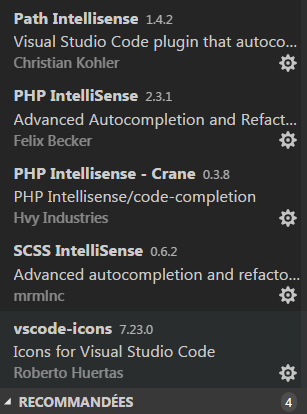 Path Intellisense 1.4.2
Visual Studio Code plugin that autoco...
Christian Kohler
PHP IntelliSense 2.3.1
Advanced Autocompletion and Refact...
Felix Becker
PHP Intellisense - Crane 0.3.8
PHP Intellisense/code-completion
Hvy Industries
SCSS IntelliSense 0.6.2
Advanced autocompletion and refacto...
mrmlnc
vscode-icons 7.23.0
Icons for Visual Studio Code
Roberto Huertas
RECOMMANDÉES 4